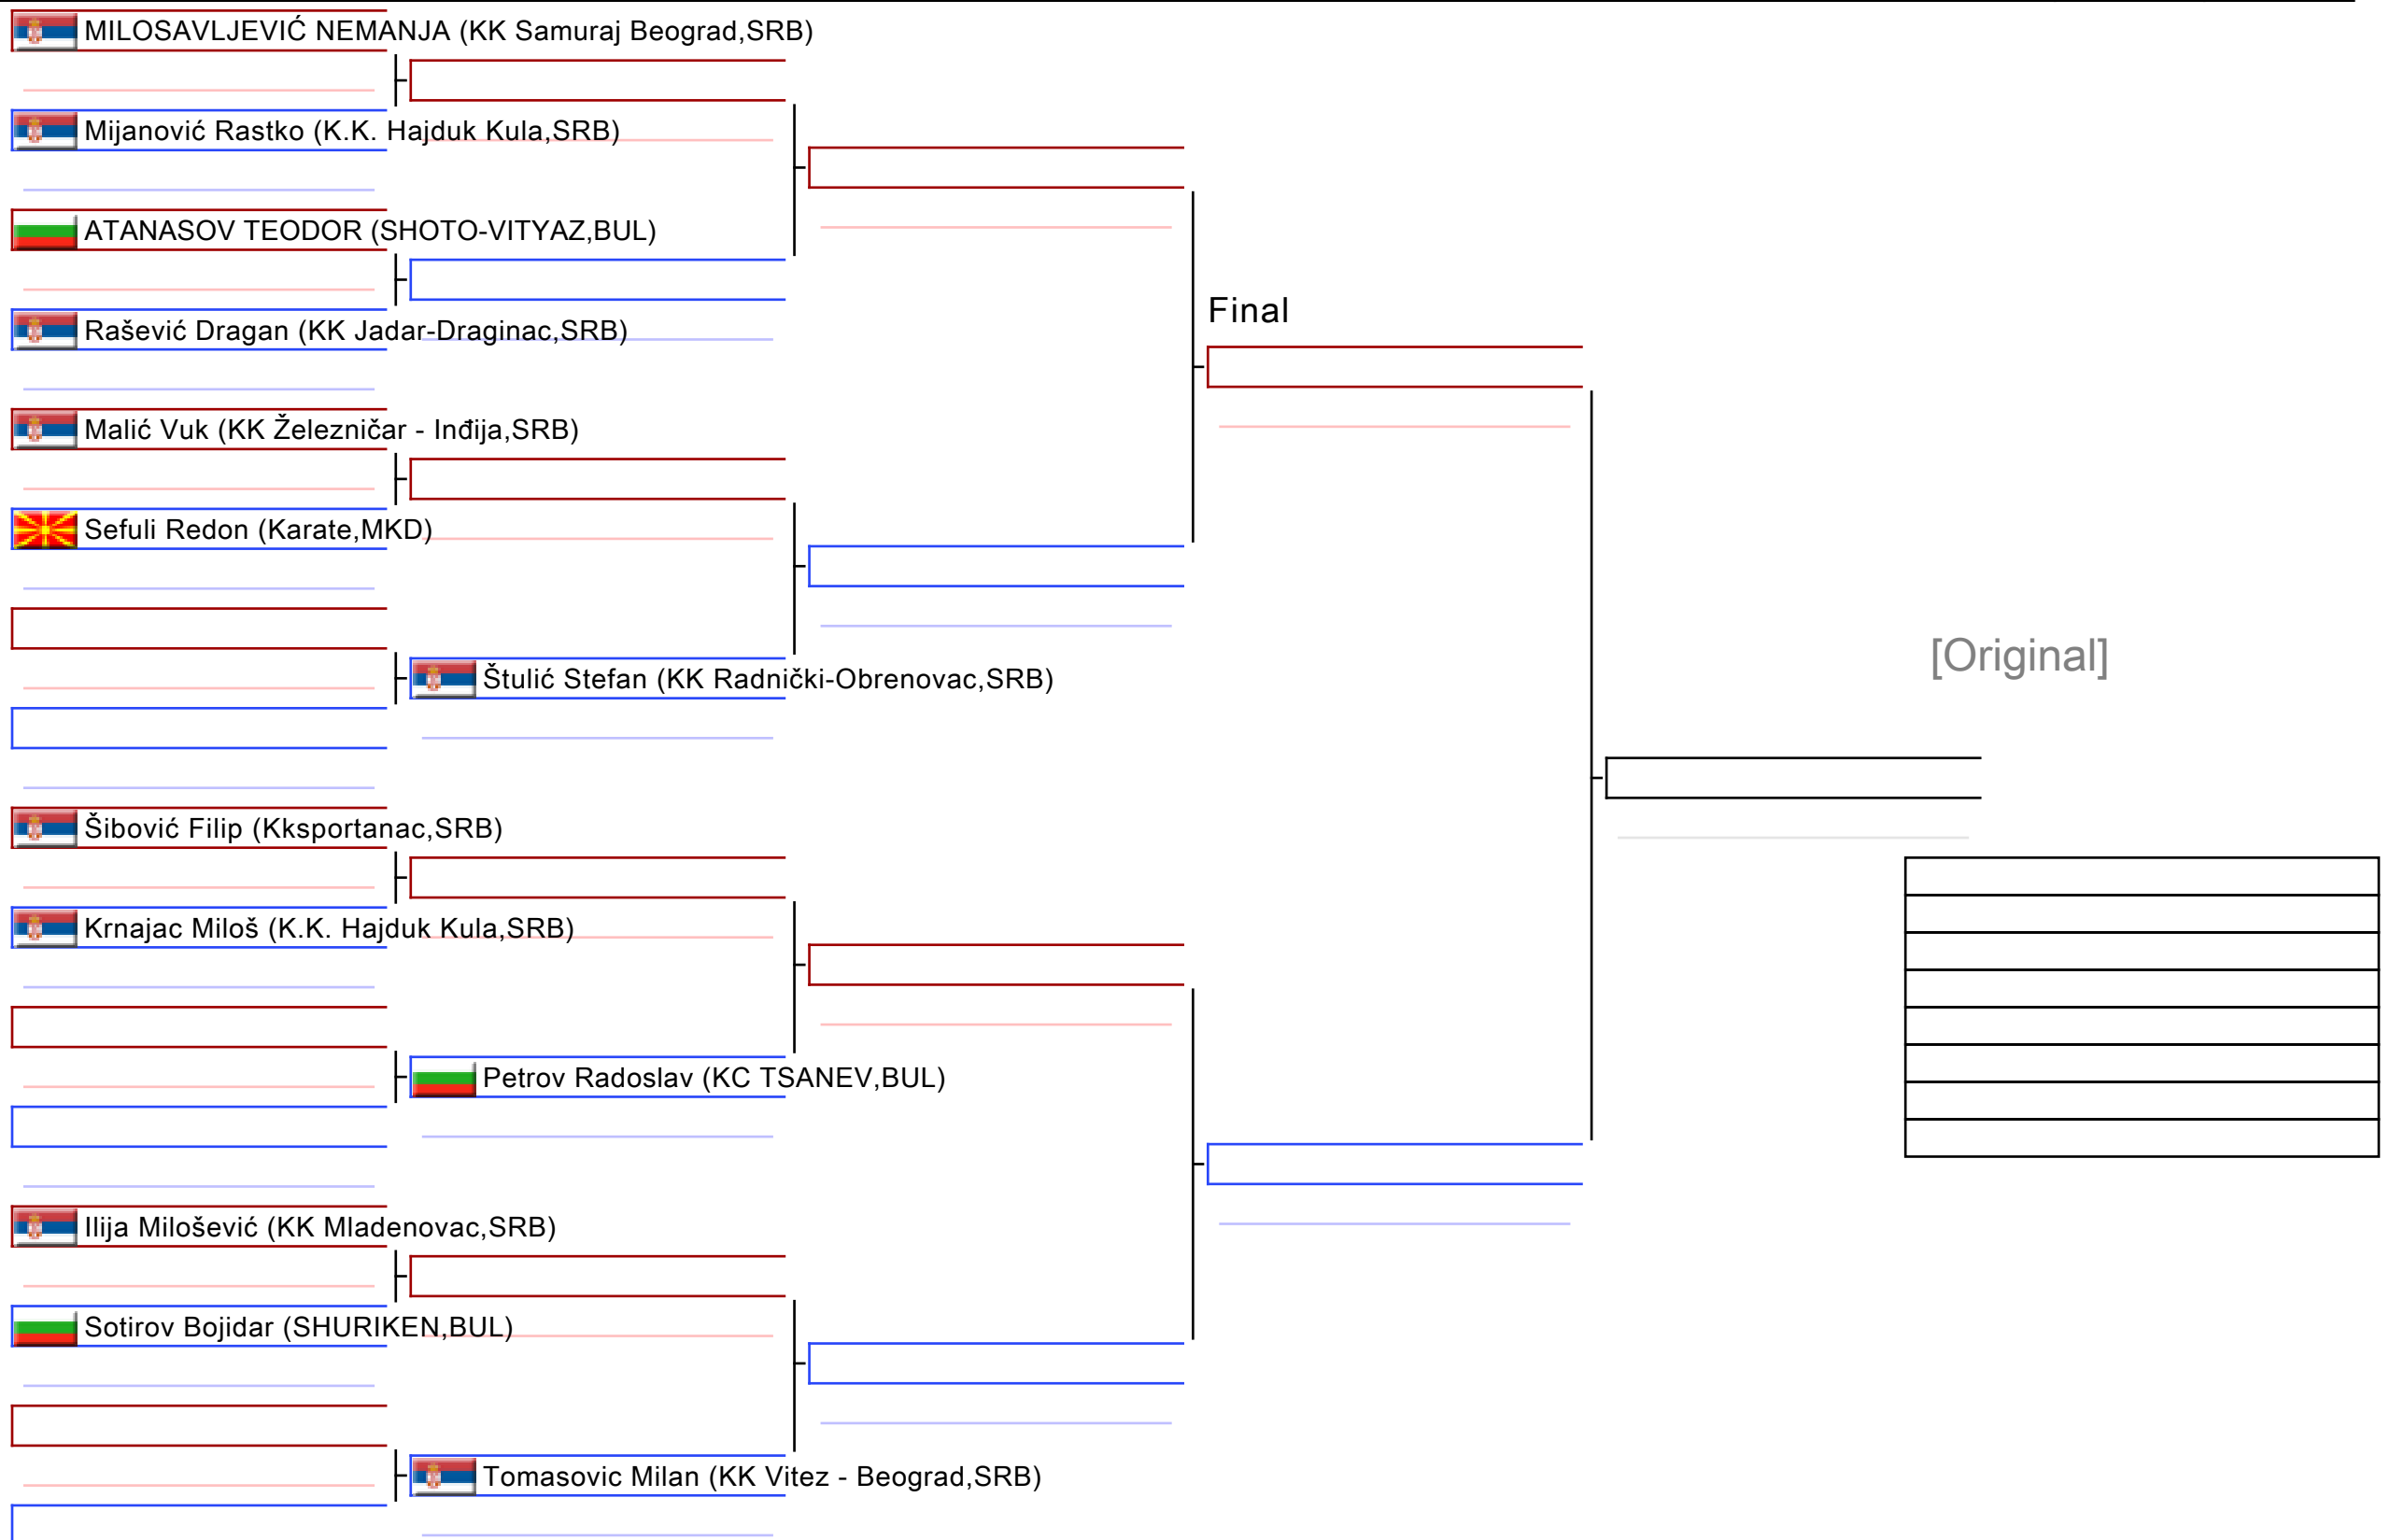 MILOSAVLJEVIĆ NEMANJA (KK Samuraj Beograd,SRB)
Mijanović Rastko (K.K. Hajduk Kula,SRB)
ATANASOV TEODOR (SHOTO-VITYAZ,BUL)
Final
Rašević Dragan (KK Jadar-Draginac,SRB)
Malić Vuk (KK Železničar - Inđija,SRB)
Sefuli Redon (Karate,MKD)
[Original]
Štulić Stefan (KK Radnički-Obrenovac,SRB)
Šibović Filip (Kksportanac,SRB)
Krnajac Miloš (K.K. Hajduk Kula,SRB)
Petrov Radoslav (KC TSANEV,BUL)
Ilija Milošević (KK Mladenovac,SRB)
Sotirov Bojidar (SHURIKEN,BUL)
Tomasovic Milan (KK Vitez - Beograd,SRB)